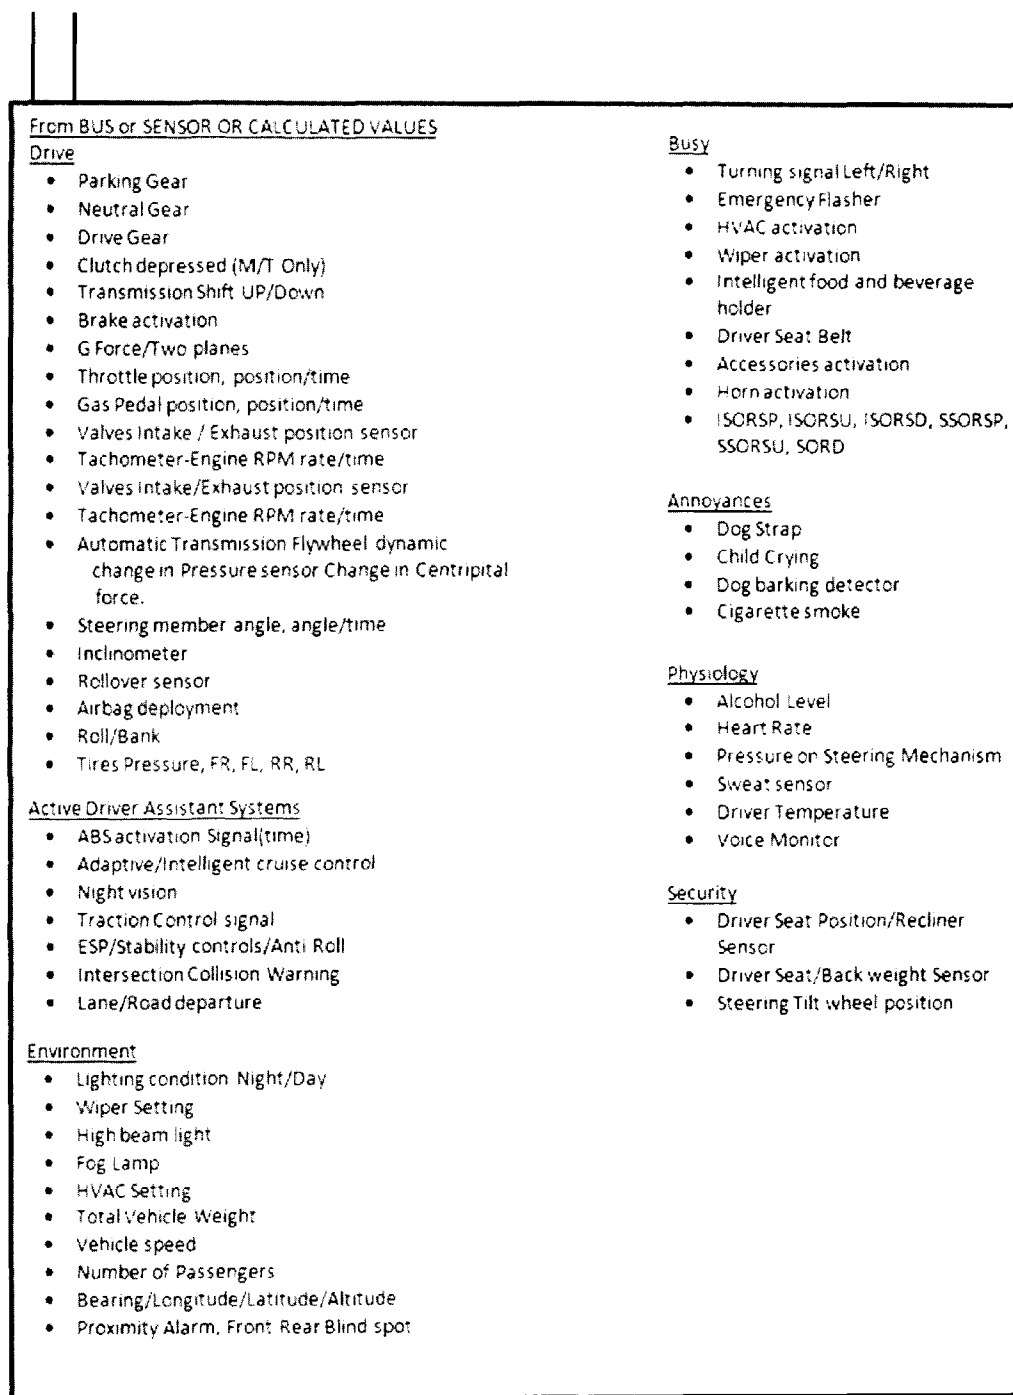 From BUS or SENSOR OR CALCULATED VALUES
Drive
• Parking Gear
• Neutral Gear
• Drive Gear
• Clutch depressed (M/T Only)
• Transmission Shift UP/Down
• Brake activation
• G Force/Two planes
• Throttle position, position/time
• Gas Pedal position, position/time
• Valves Intake / Exhaust position sensor
• Tachometer-Engine RPM rate/time
• Valves Intake/Exhaust position sensor
• Tachometer-Engine RPM rate/time
• Automatic Transmission Flywheel dynamic
change in Pressure sensor Change in Centripital
force.
• Steering member angle, angle/time
• Inclinometer
• Rollover sensor
• Airbag deployment
• Roll/Bank
• Tires Pressure, FR, FL, RR, RL
Active Driver Assistant Systems
• ABS activation Signal(time)
• Adaptive/Intelligent cruise control
• Night vision
• Traction Control signal
• ESP/Stability controls/Anti Roll
• Intersection Collision Warning
• Lane/Road departure
Environment
• Lighting condition Night/Day
• Wiper Setting
• High beam light
• Fog Lamp
• HVAC Setting
• Total Vehicle Weight
• Vehicle speed
• Number of Passengers
• Bearing/Longitude/Latitude/Altitude
• Proximity Alarm, Front Rear Blind spot
Busy
• Turning signal Left/Right
• Emergency Flasher
• HVAC activation
• Wiper activation
• Intelligent food and beverage
holder
• Driver Seat Belt
• Accessories activation
• Horn activation
• ISORSP, ISORSU, ISORSD, SSORSP,
SSORSU, SORD
Annoyances
• Dog Strap
• Child Crying
• Dog barking detector
• Cigarette smoke
Physiology
• Alcohol Level
• Heart Rate
• Pressure on Steering Mechanism
• Sweat sensor
• Driver Temperature
• Voice Monitor
Security
• Driver Seat Position/Recliner
Sensor
• Driver Seat/Back weight Sensor
• Steering Tilt wheel position